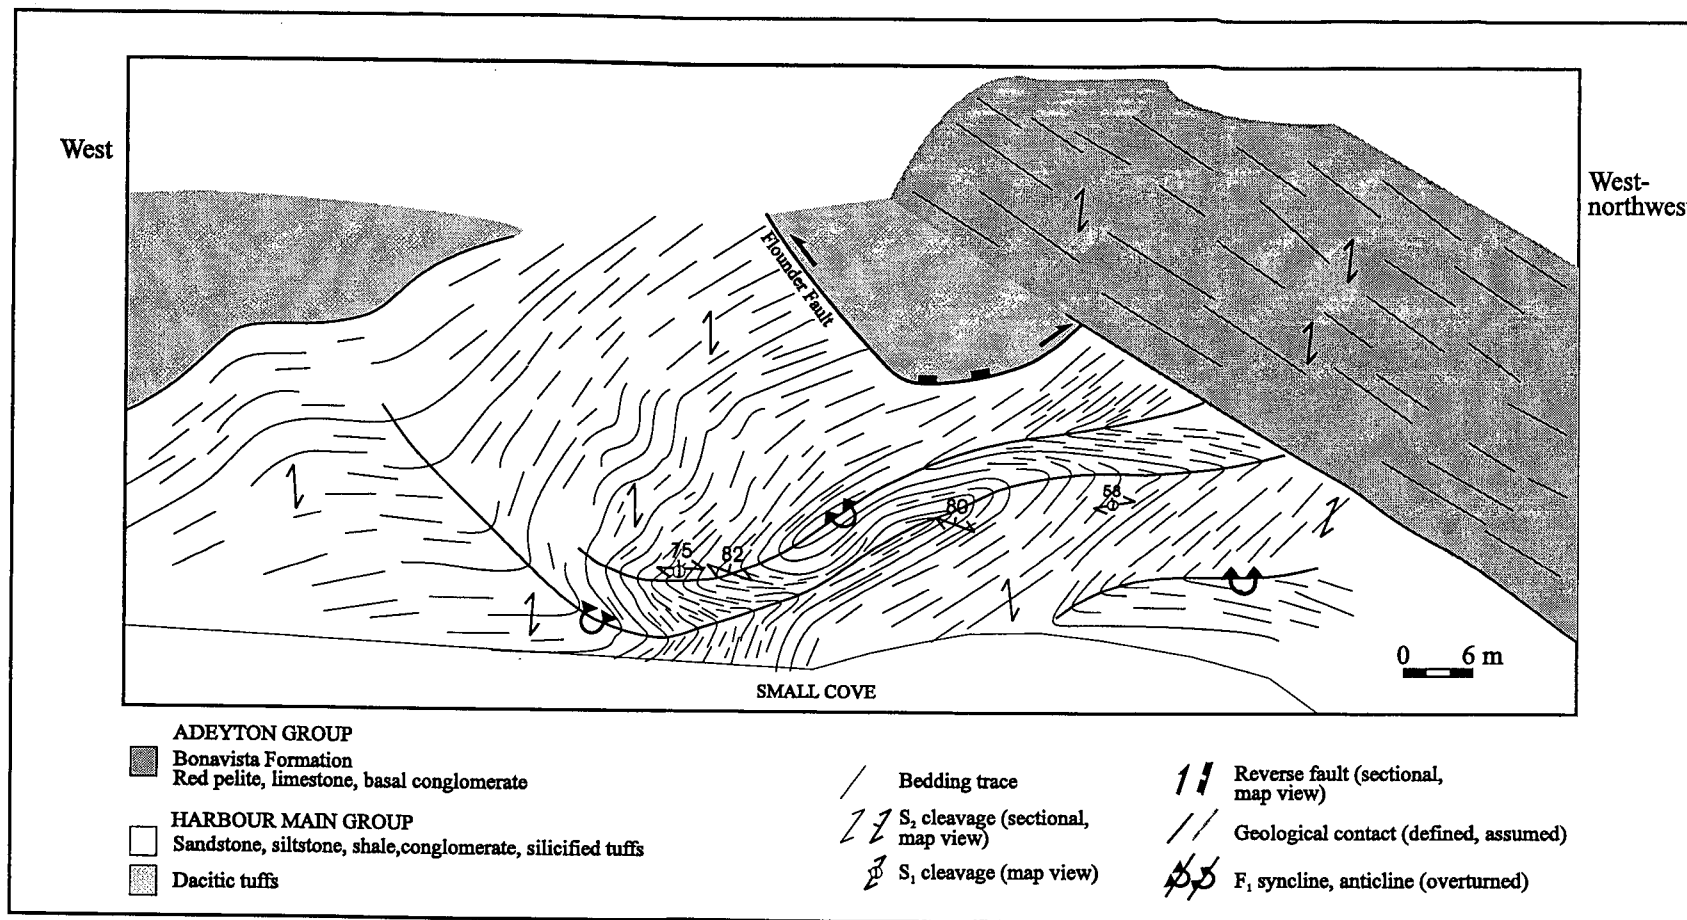 West
West-
northwest
Flounder Fault
58
80
75
82
0 6 m
SMALL COVE
ADEYTON GROUP
Bonavista Formation
Red pelite, limestone, basal conglomerate
HARBOUR MAIN GROUP
Sandstone, siltstone, shale,conglomerate, silicified tuffs
Dacitic tuffs
Bedding trace
S₂ cleavage (sectional,
map view)
S₁ cleavage (map view)
Reverse fault (sectional,
map view)
Geological contact (defined, assumed)
F₁ syncline, anticline (overturned)